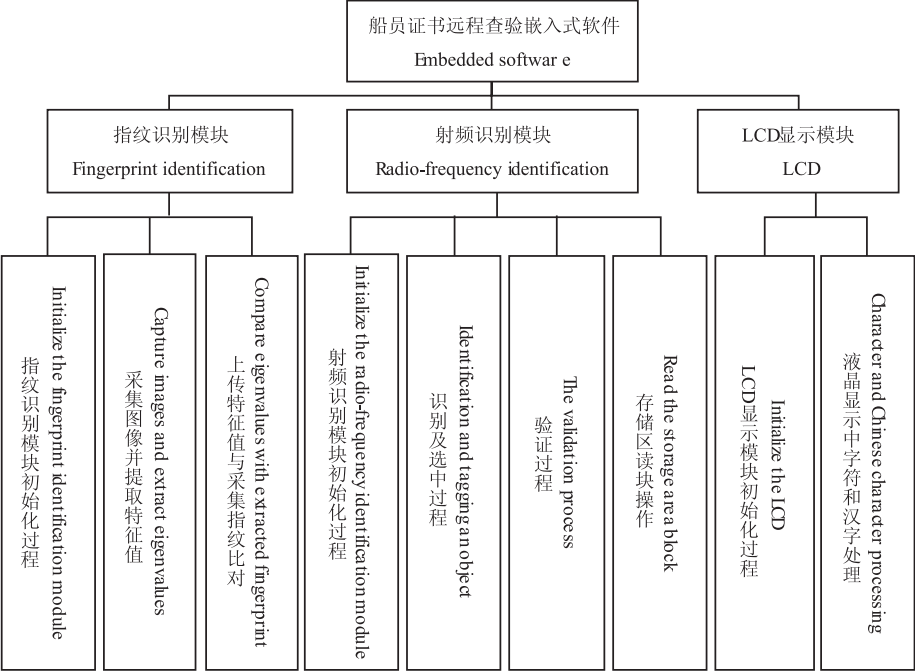 船员证书远程查验嵌入式软件
Embedded softwar e
指纹识别模块
Fingerprint identification
射频识别模块
Radio-frequency identification
LCD显示模块
LCD
指纹识别模块初始化过程
Initialize the fingerprint identification module
采集图像并提取特征值
Capture images and extract eigenvalues
上传特征值与采集指纹比对
Compare eigenvalues with extracted fingerprint
射频识别模块初始化过程
Initialize the radio-frequency identification module
识别及选中过程
Identification and tagging an object
验证过程
The validation process
存储区读块操作
Read the storage area block
LCD显示模块初始化过程
Initialize the LCD
液晶显示中字符和汉字处理
Character and Chinese character processing